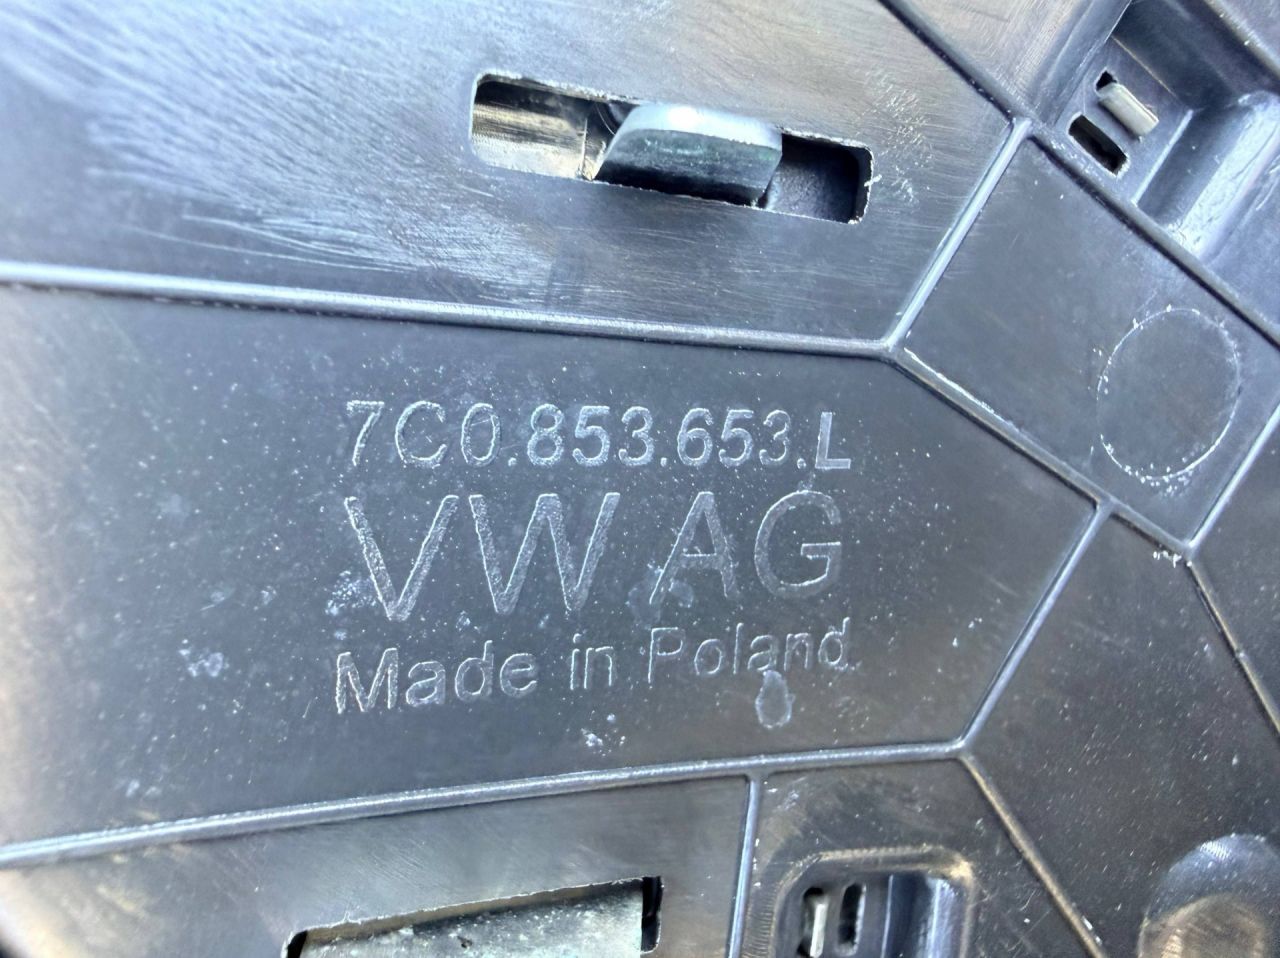 7C0.853.653.L
VW AG
Made in Poland